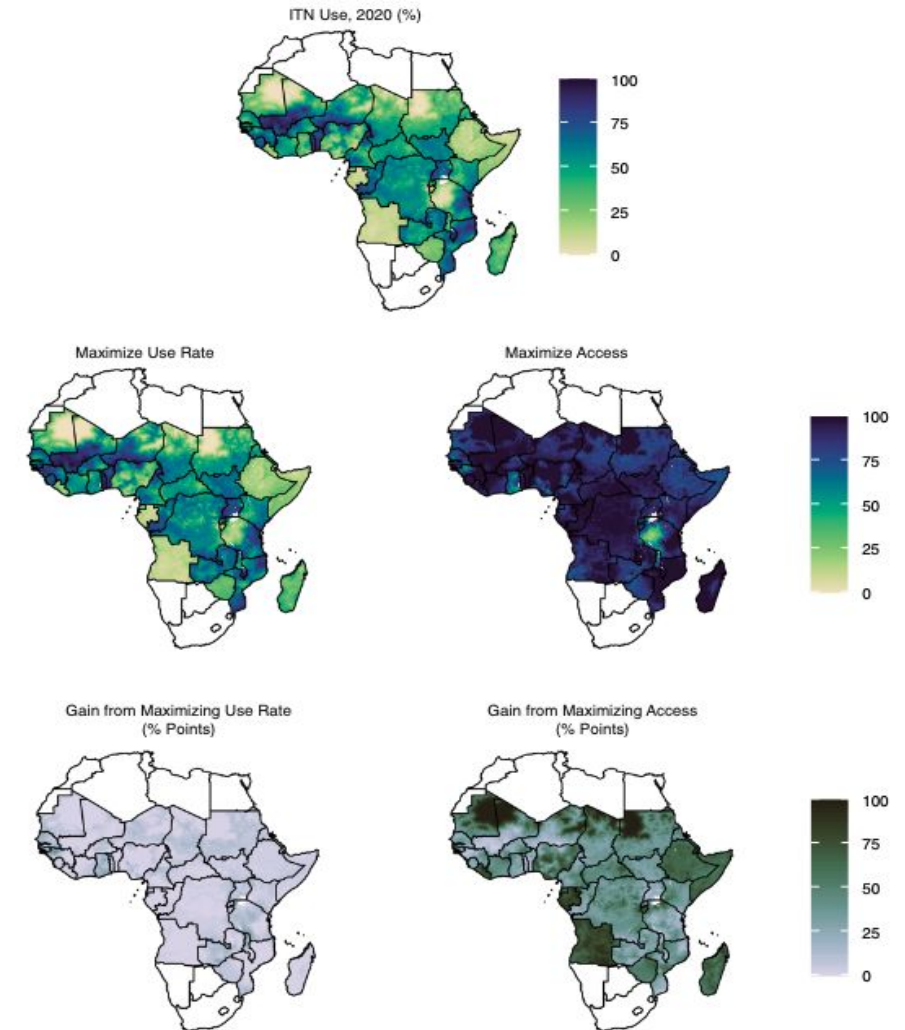 ITN Use, 2020 (%)
100
75
50
25
0
Maximize Use Rate
Maximize Access
100
75
50
25
0
Gain from Maximizing Use Rate
(% Points)
Gain from Maximizing Access
(% Points)
100
75
50
25
0